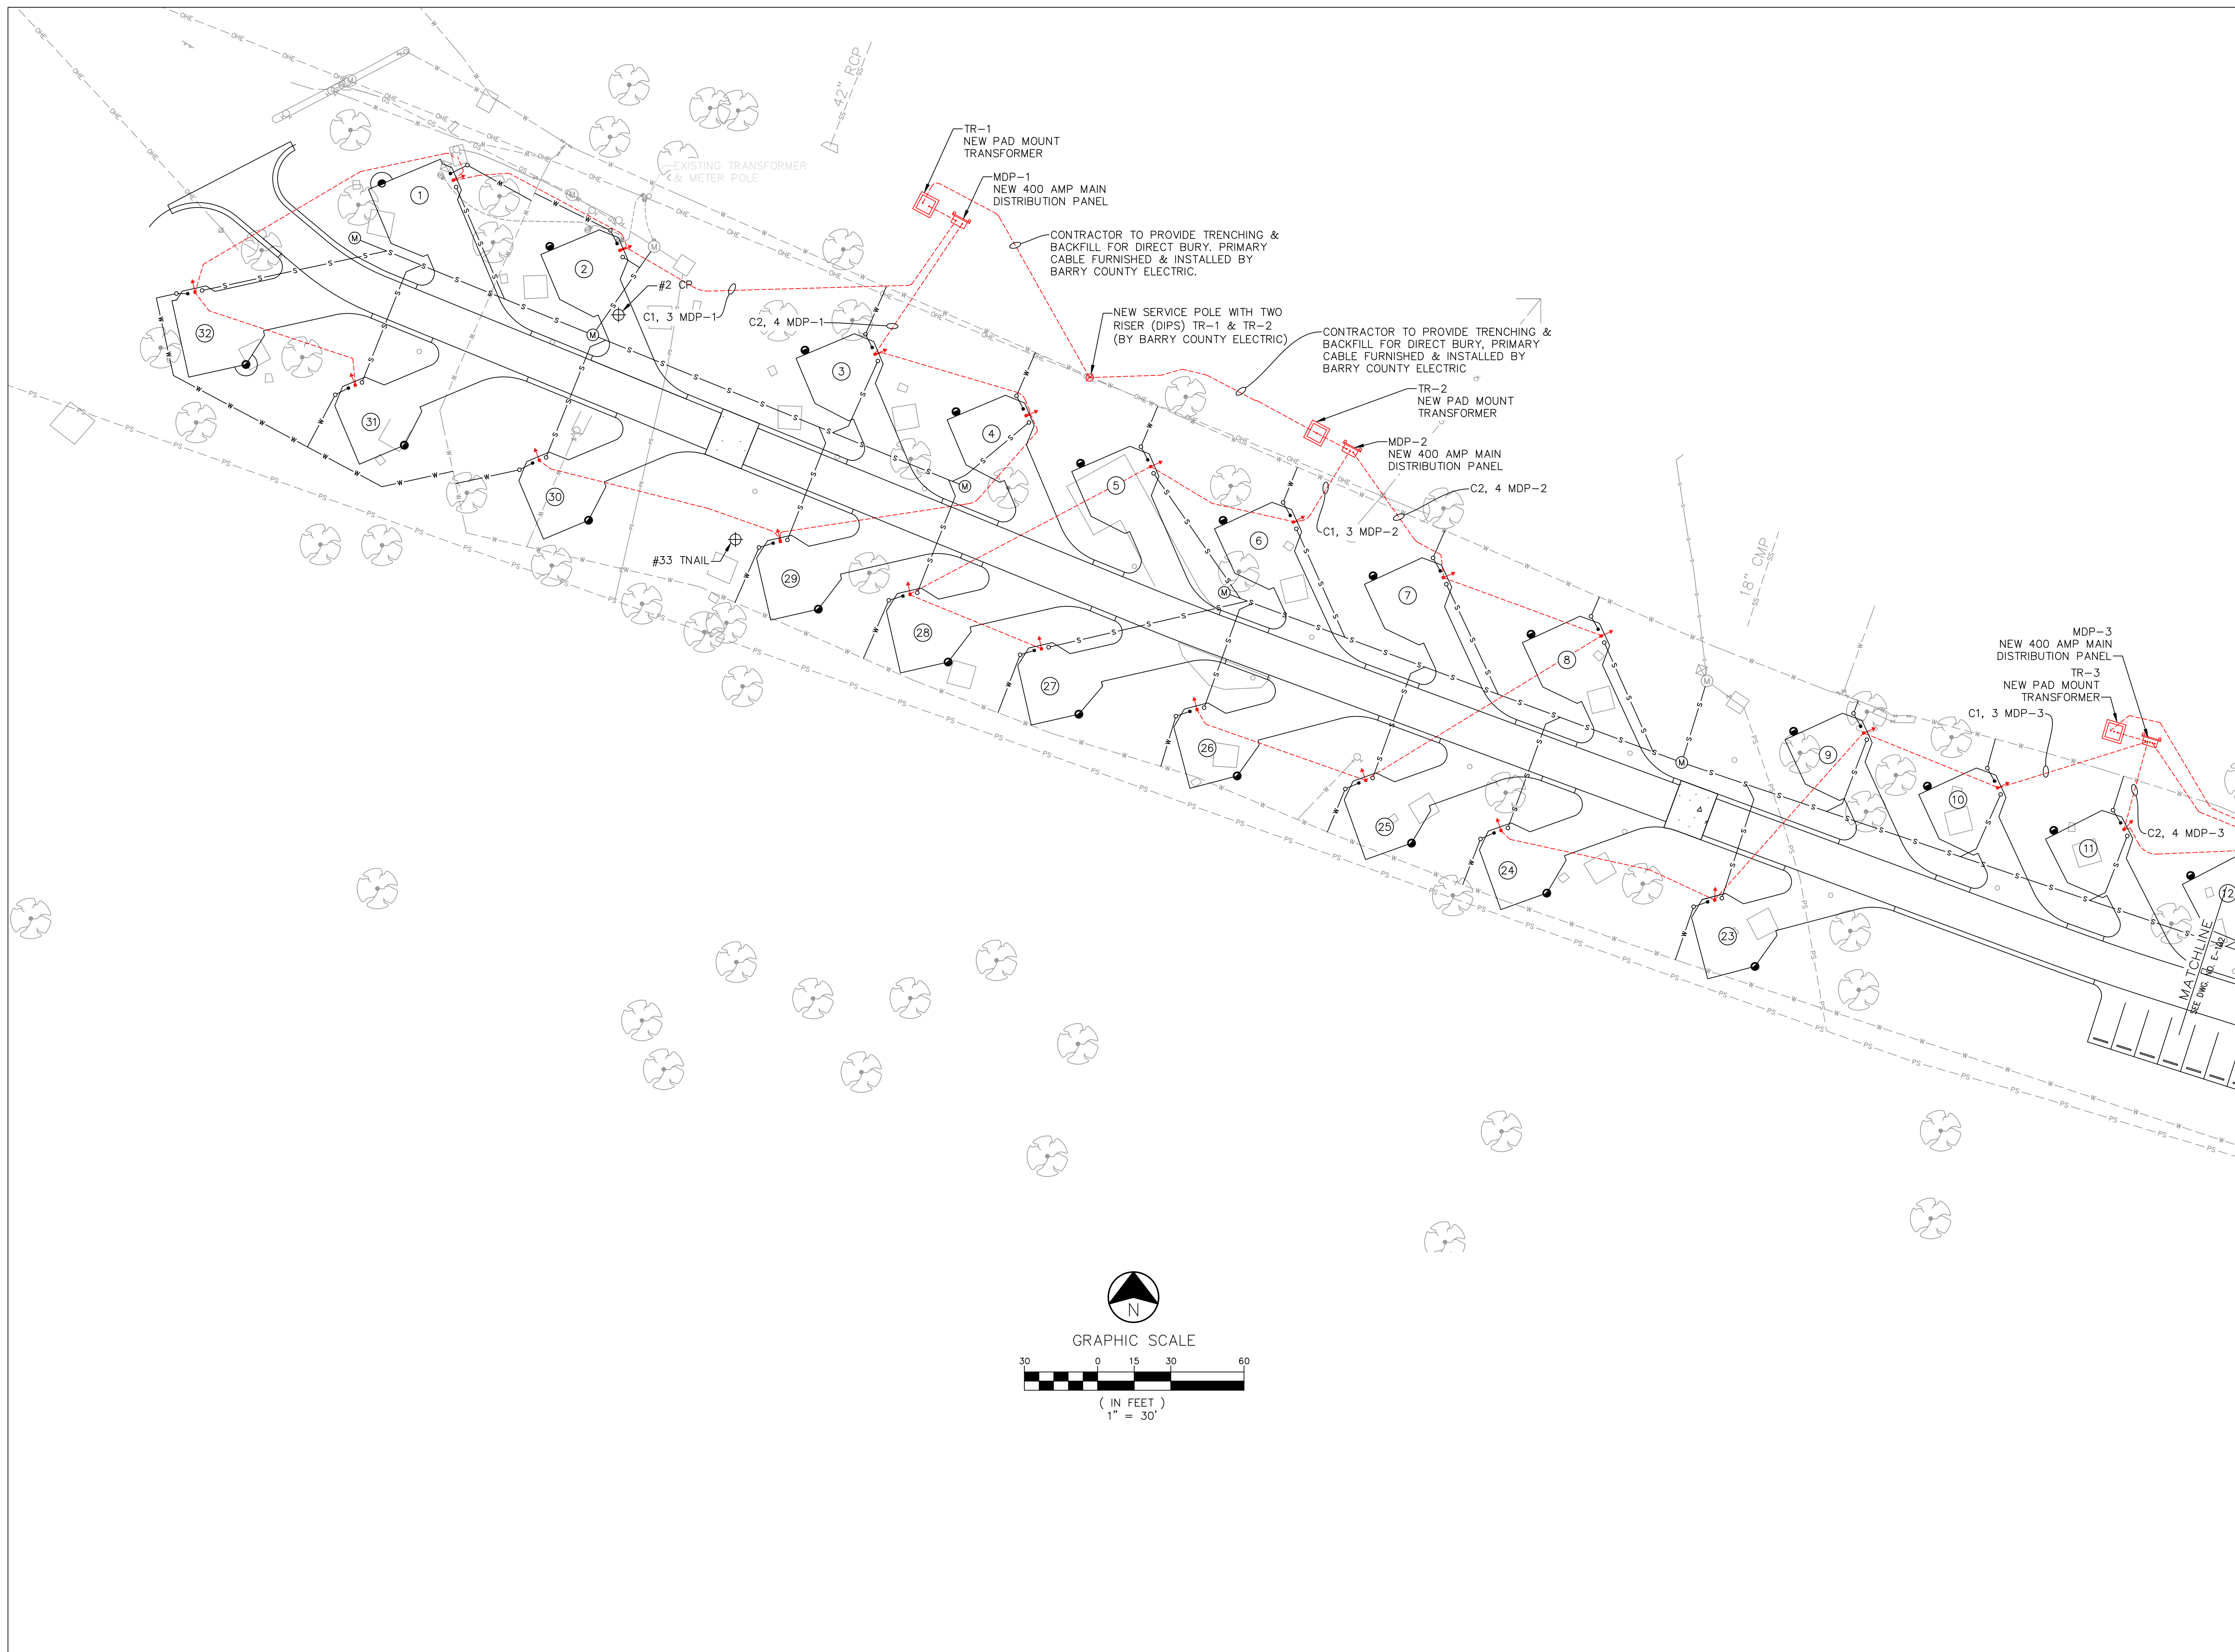 42" RCP
TR-1
NEW PAD MOUNT
TRANSFORMER
EXISTING TRANSFORMER
& METER POLE
MDP-1
NEW 400 AMP MAIN
DISTRIBUTION PANEL
CONTRACTOR TO PROVIDE TRENCHING &
BACKFILL FOR DIRECT BURY. PRIMARY
CABLE FURNISHED & INSTALLED BY
BARRY COUNTY ELECTRIC.
#2 CP
C1, 3 MDP-1
C2, 4 MDP-1
NEW SERVICE POLE WITH TWO
RISER (DIPS) TR-1 & TR-2
(BY BARRY COUNTY ELECTRIC)
CONTRACTOR TO PROVIDE TRENCHING &
BACKFILL FOR DIRECT BURY, PRIMARY
CABLE FURNISHED & INSTALLED BY
BARRY COUNTY ELECTRIC
TR-2
NEW PAD MOUNT
TRANSFORMER
MDP-2
NEW 400 AMP MAIN
DISTRIBUTION PANEL
C2, 4 MDP-2
C1, 3 MDP-2
#33 TNAIL
18" CMP
MDP-3
NEW 400 AMP MAIN
DISTRIBUTION PANEL
TR-3
NEW PAD MOUNT
TRANSFORMER
C1, 3 MDP-3
C2, 4 MDP-3
1
2
3
4
5
6
7
8
9
10
11
12
32
31
30
29
28
27
26
25
24
23
MATCHLINE
SEE DWG. NO. E-102
N
GRAPHIC SCALE
30 0 15 30 60
( IN FEET )
1" = 30'